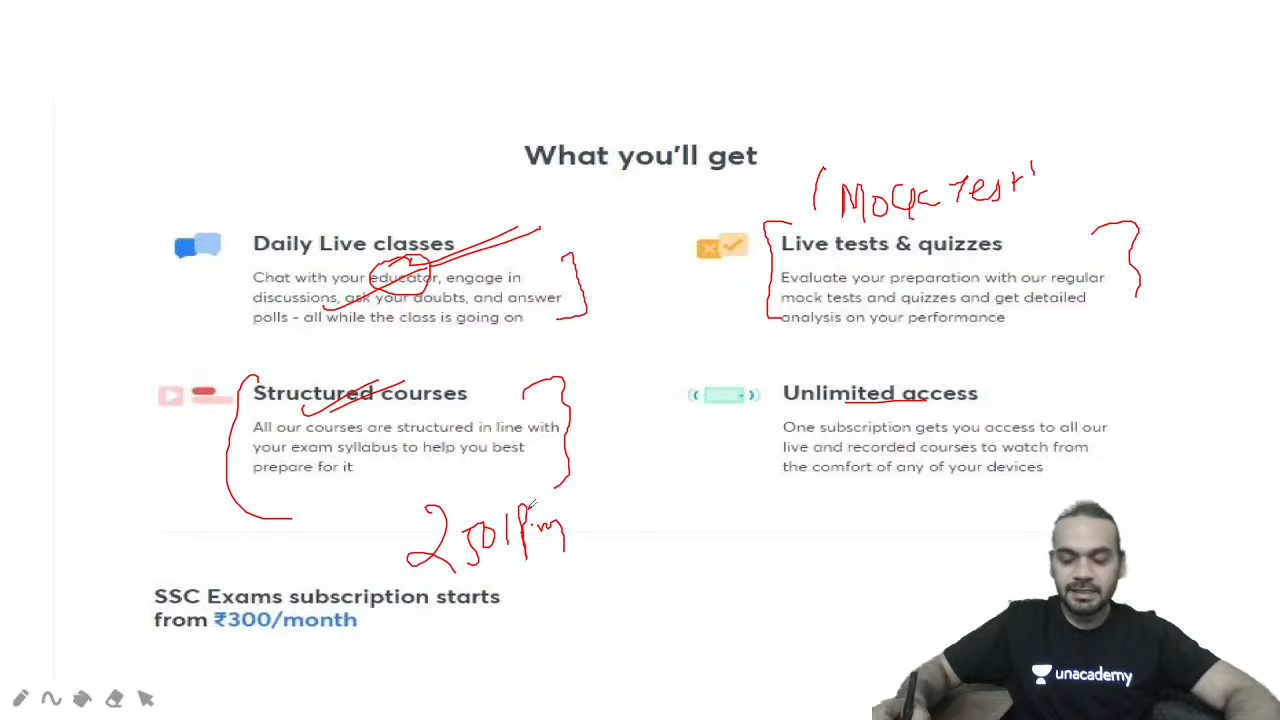 What you'll get
'Mock Test'
Daily Live classes
Chat with your educator, engage in
discussions, ask your doubts, and answer
polls - all while the class is going on
Live tests & quizzes
Evaluate your preparation with our regular
mock tests and quizzes and get detailed
analysis on your performance
Structured courses
All our courses are structured in line with
your exam syllabus to help you best
prepare for it
Unlimited access
One subscription gets you access to all our
live and recorded courses to watch from
the comfort of any of your devices
SSC Exams subscription starts
from ₹300/month
unacademy